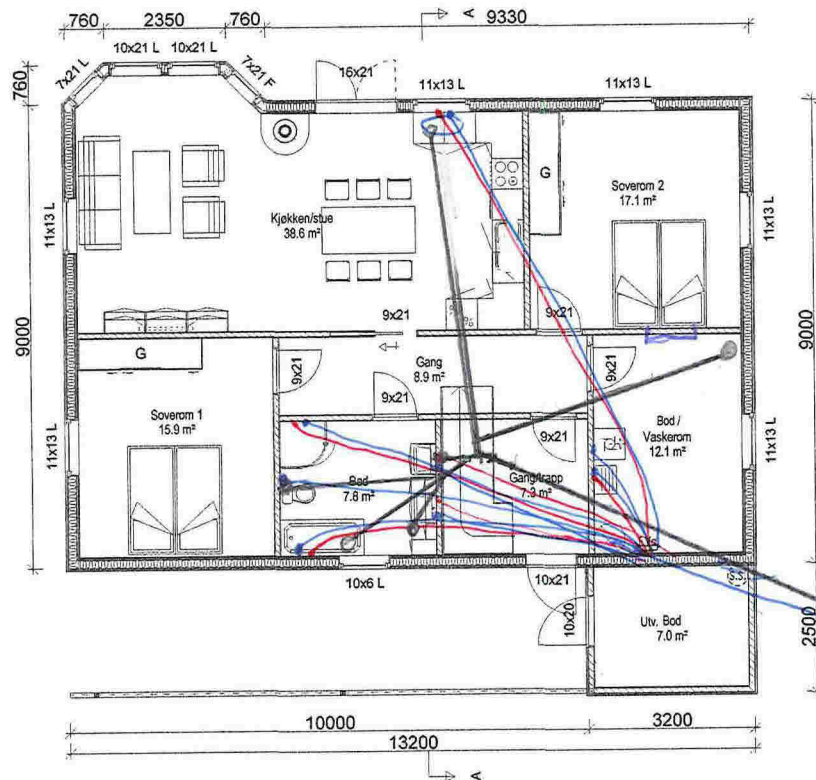 760 2350 760 A 9330
10x21 L 10x21 L
7x21 L 7x21 F
16x21
11x13 L 11x13 L
760
G
Soverom 2
17.1 m²
Kjøkken/stue
38.6 m²
11x13 L 11x13 L
9x21 9x21
9000 9000
G
Gang
8.9 m²
9x21 9x21
9x21
Soverom 1
15.9 m²
Bod /
Vaskerom
12.1 m²
11x13 L 11x13 L
9x21
Bad
7.8 m²
Gang/trapp
7.3 m²
10x6 L 10x21
S.S.
10x20
Utv. Bod
7.0 m²
2500
10000 3200
13200
A